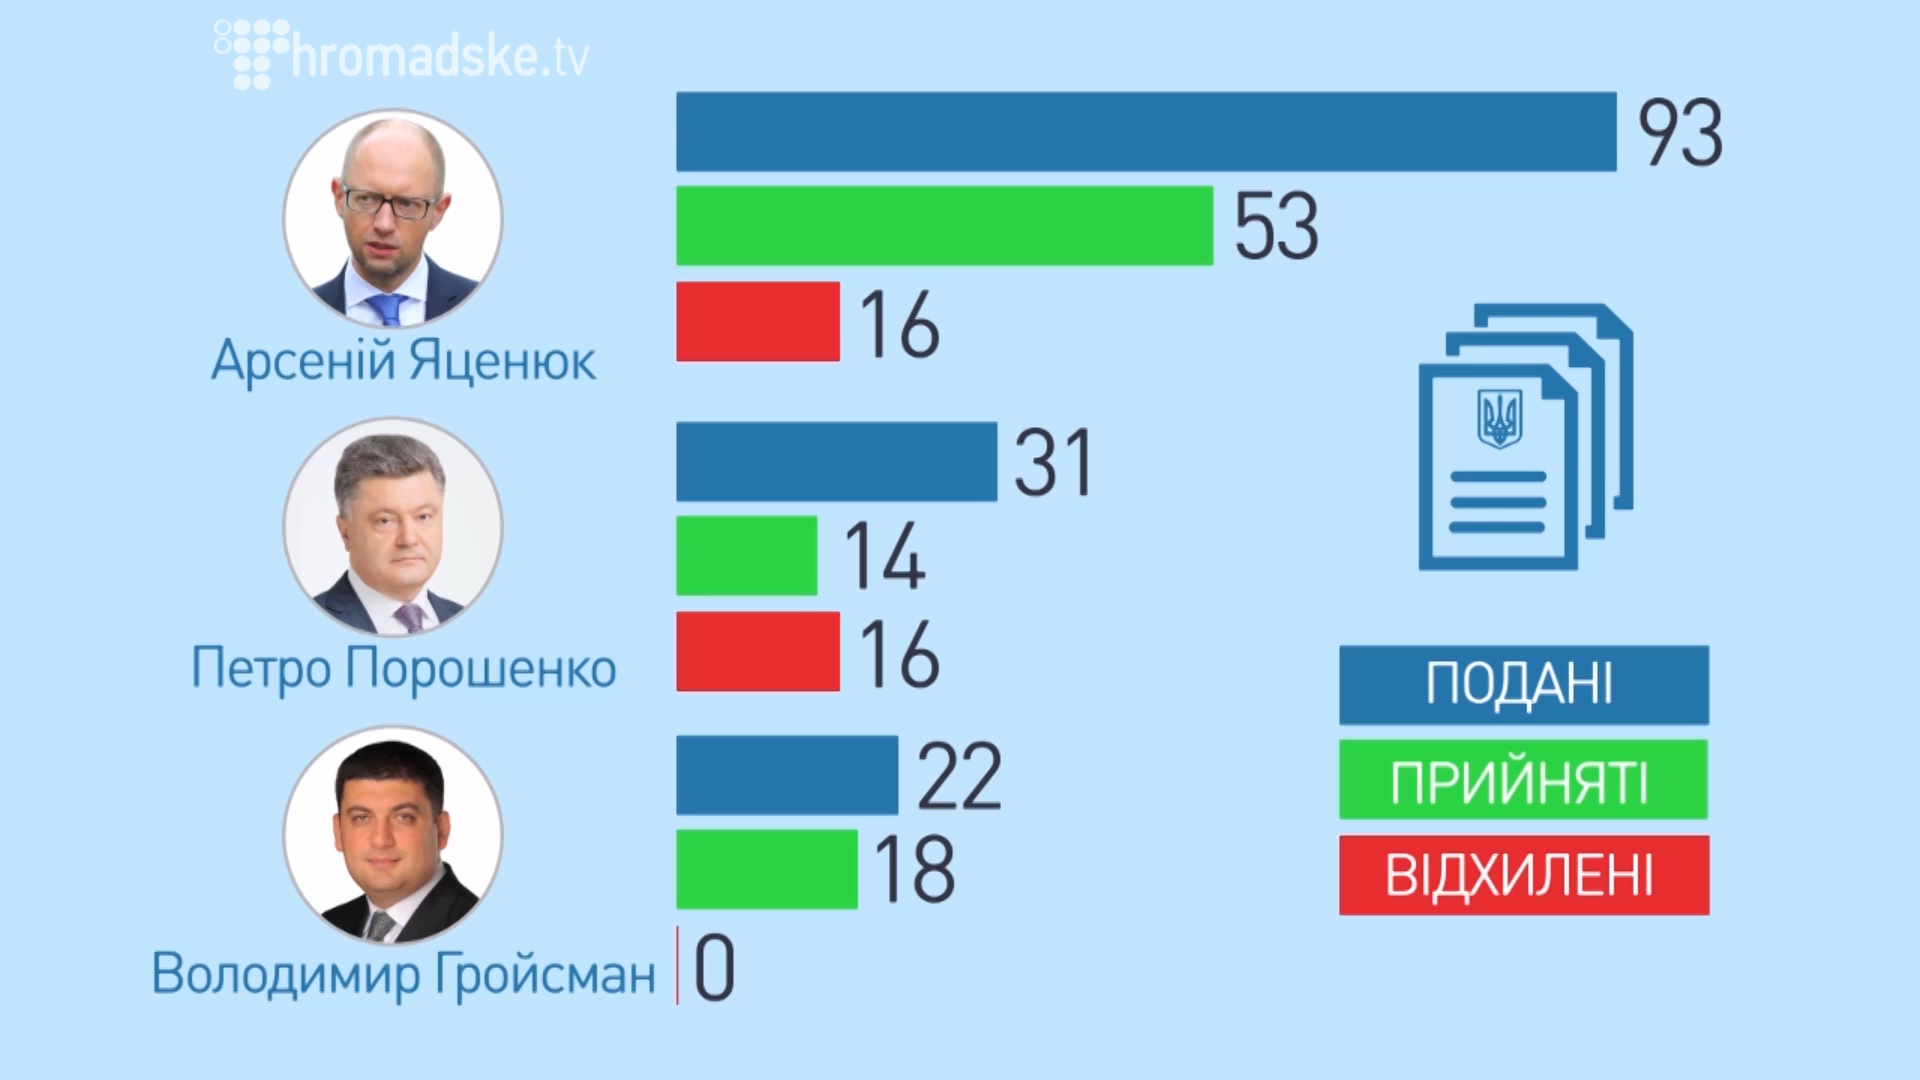 hromadske.tv
93
53
16
Арсеній Яценюк
31
14
16
Петро Порошенко
22
18
0
Володимир Гройсман
ПОДАНІ
ПРИЙНЯТІ
ВІДХИЛЕНІ